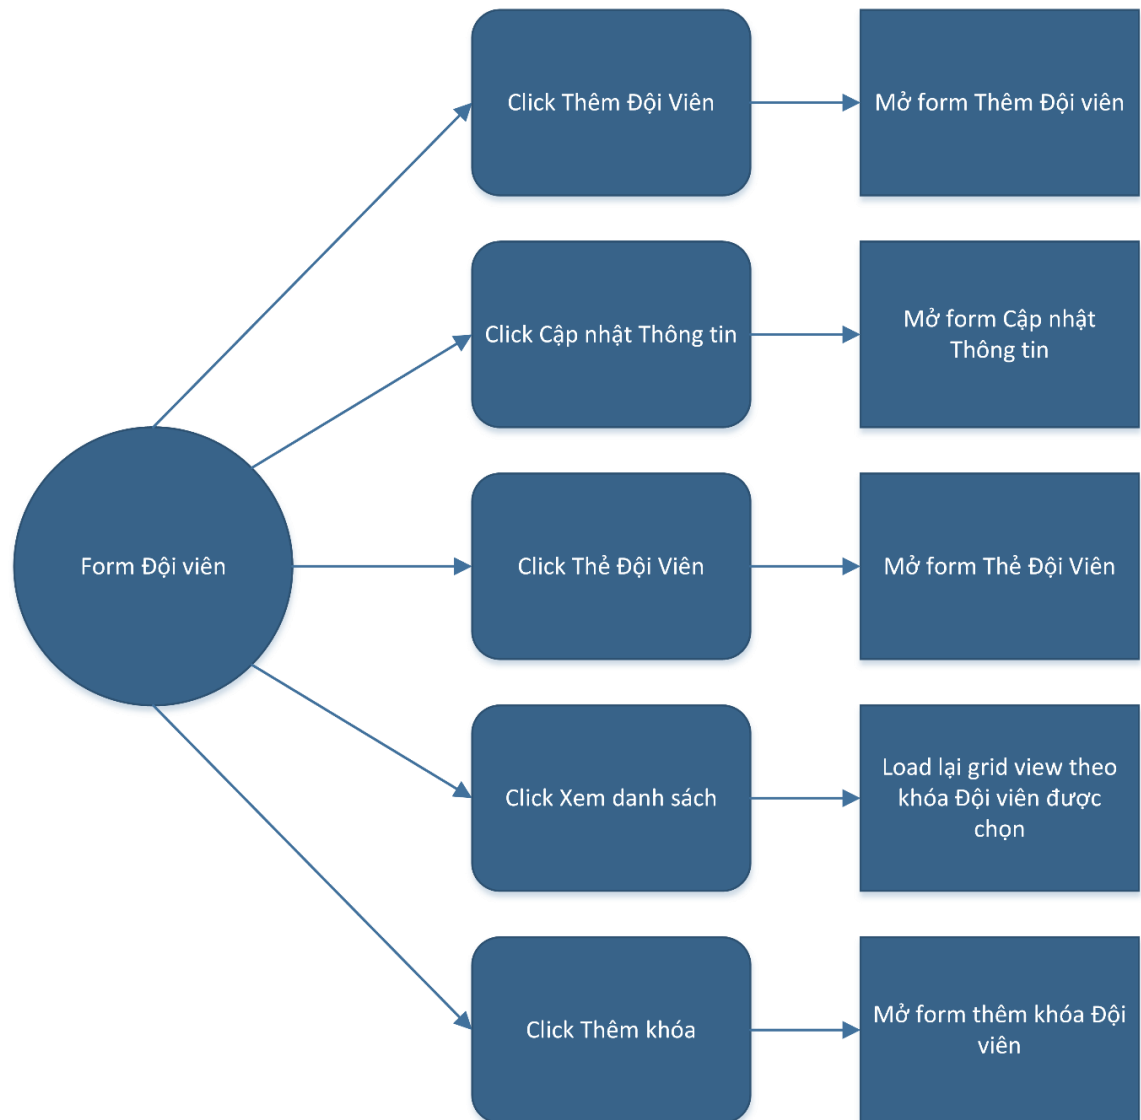 Click Thêm Đội Viên
Mở form Thêm Đội viên
Click Cập nhật Thông tin
Mở form Cập nhật
Thông tin
Form Đội viên
Click Thẻ Đội Viên
Mở form Thẻ Đội Viên
Click Xem danh sách
Load lại grid view theo
khóa Đội viên được
chọn
Click Thêm khóa
Mở form thêm khóa Đội
viên